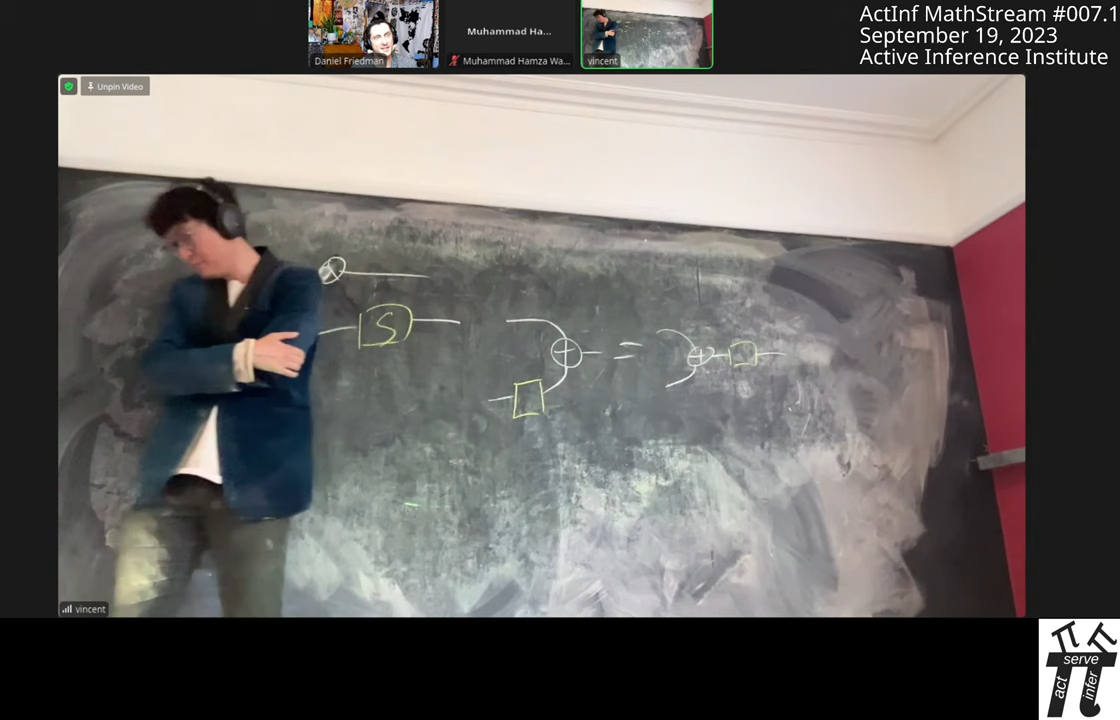 ActInf MathStream #007.1
September 19, 2023
Active Inference Institute
Daniel Friedman
Muhammad Ha...
Muhammad Hamza Wa...
vincent
Unpin Video
S
+ = +
vincent
π π
serve
act infer